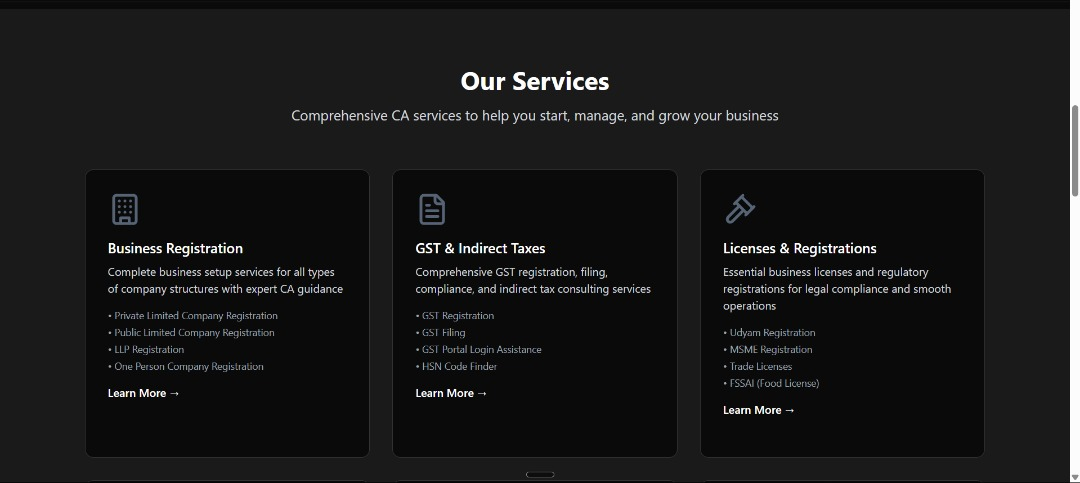 Our Services
Comprehensive CA services to help you start, manage, and grow your business
Business Registration
Complete business setup services for all types
of company structures with expert CA guidance
• Private Limited Company Registration
• Public Limited Company Registration
• LLP Registration
• One Person Company Registration
Learn More →
GST & Indirect Taxes
Comprehensive GST registration, filing,
compliance, and indirect tax consulting services
• GST Registration
• GST Filing
• GST Portal Login Assistance
• HSN Code Finder
Learn More →
Licenses & Registrations
Essential business licenses and regulatory
registrations for legal compliance and smooth
operations
• Udyam Registration
• MSME Registration
• Trade Licenses
• FSSAI (Food License)
Learn More →